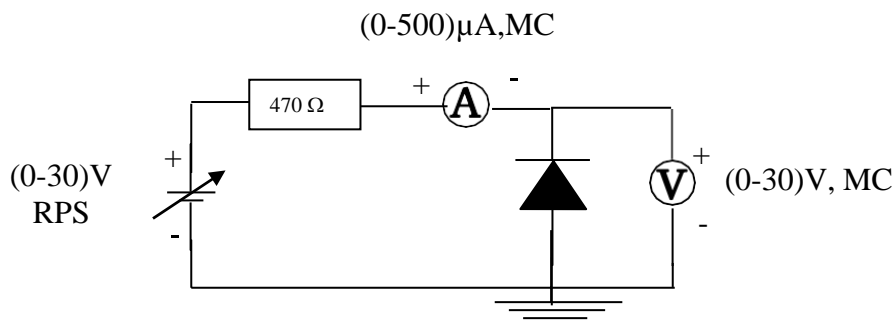 (0-500)µA,MC
+
-
470 Ω
A
+
(0-30)V
RPS
-
+
V
(0-30)V, MC
-